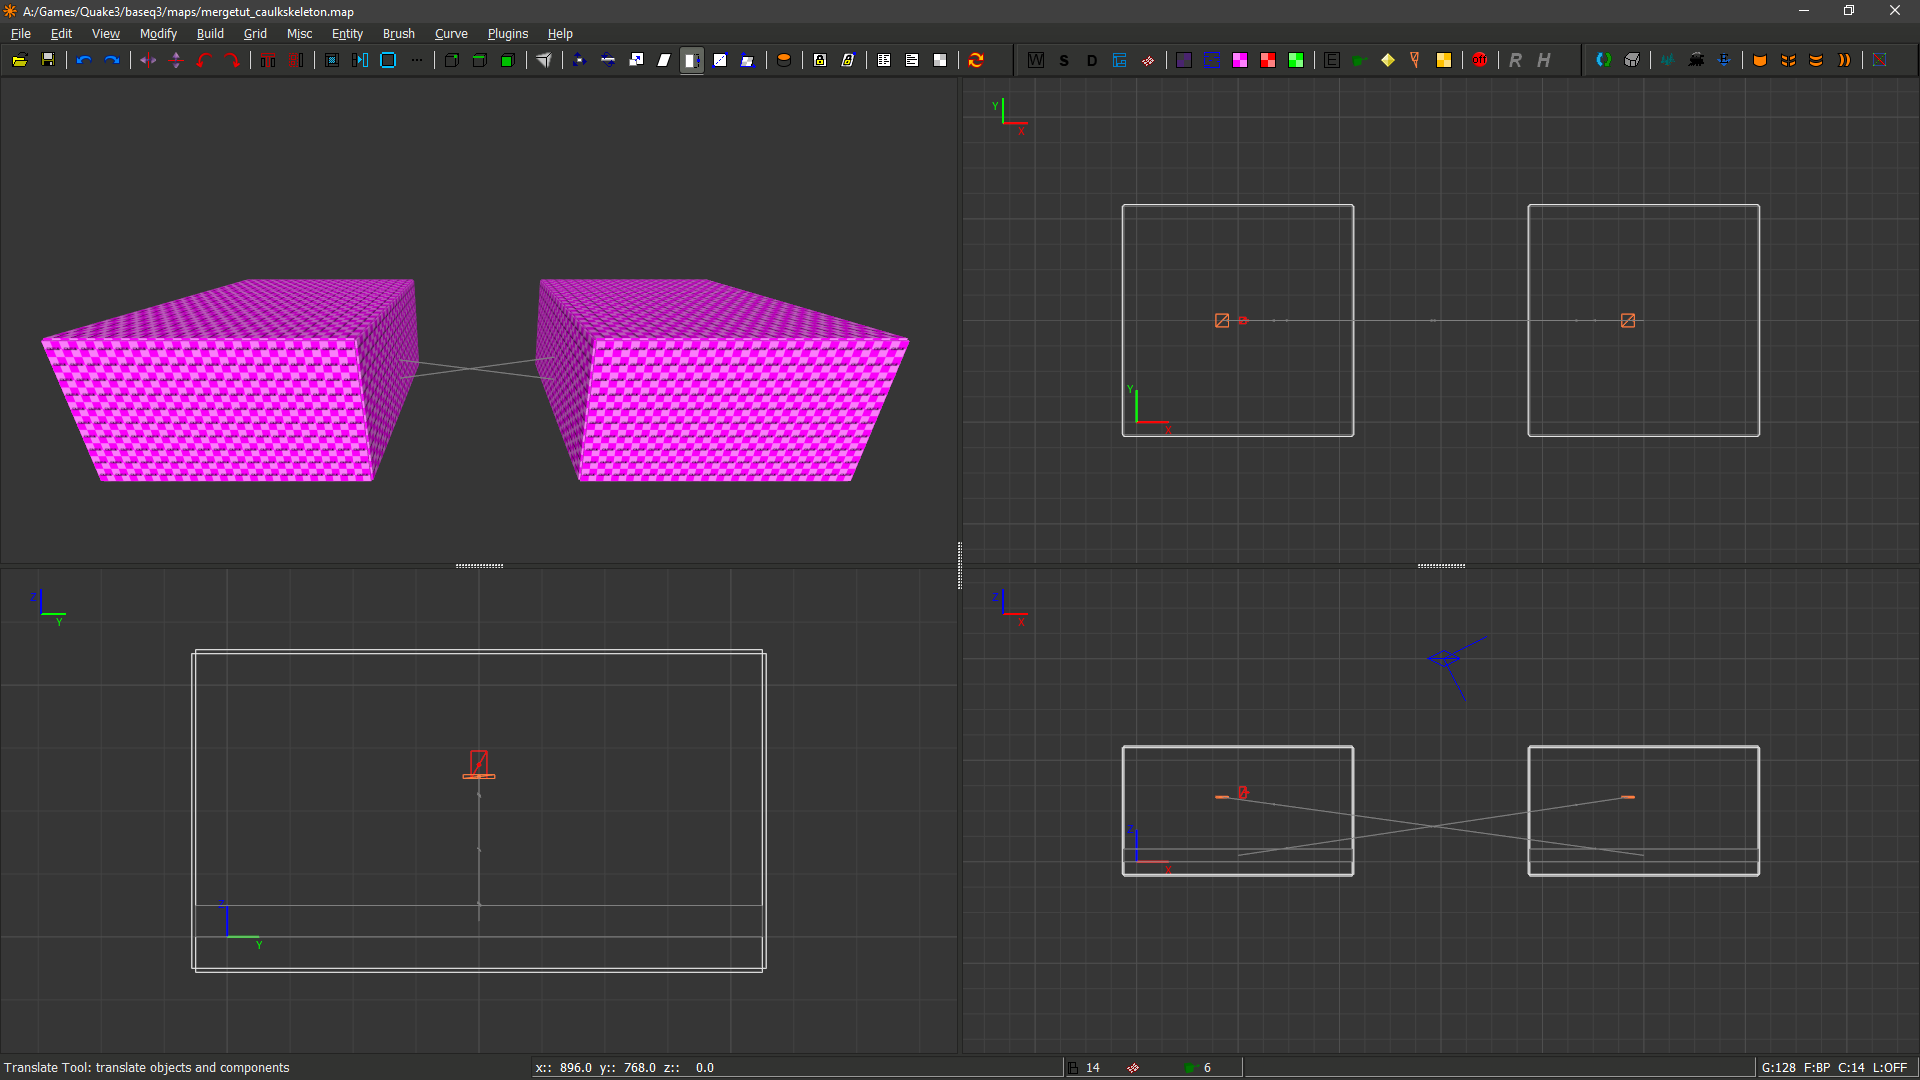 A:/Games/Quake3/baseq3/maps/mergetut_caulkskeleton.map
File Edit View Modify Build Grid Misc Entity Brush Curve Plugins Help
W S D E Off R H
Y
X
Y
X
Z
Y
Z
X
Z
Y
Z
X
Translate Tool: translate objects and components x:: 896.0 y:: 768.0 z:: 0.0 14 6 G:128 F:BP C:14 L:OFF